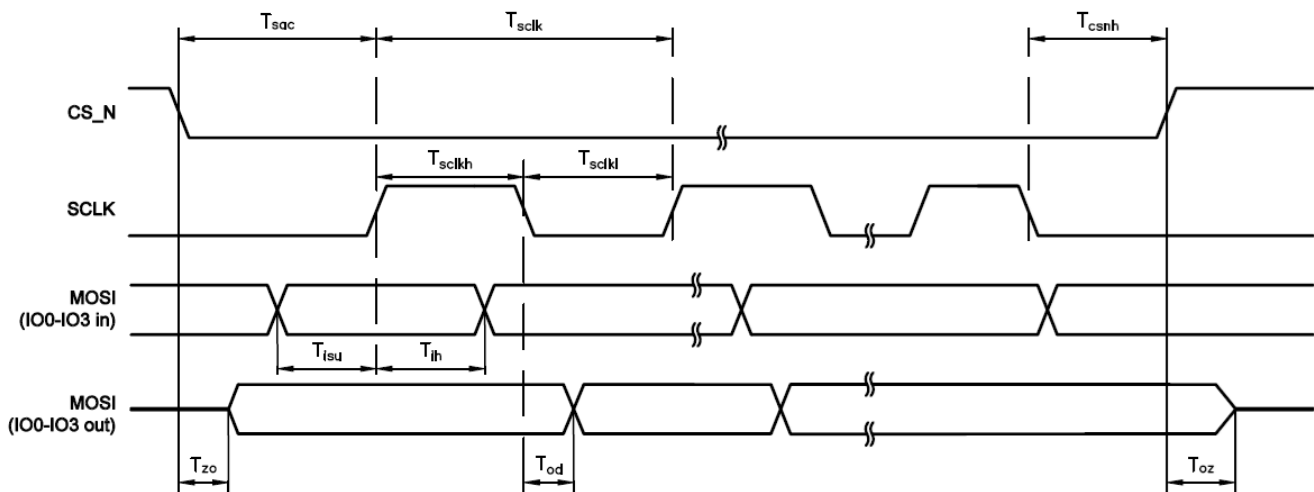 Tsac Tsclk Tcsnh
CS_N
Tsclkh Tsclkl
SCLK
MOSI
(IO0-IO3 in)
Tisu Tih
MOSI
(IO0-IO3 out)
Tzo Tod Toz